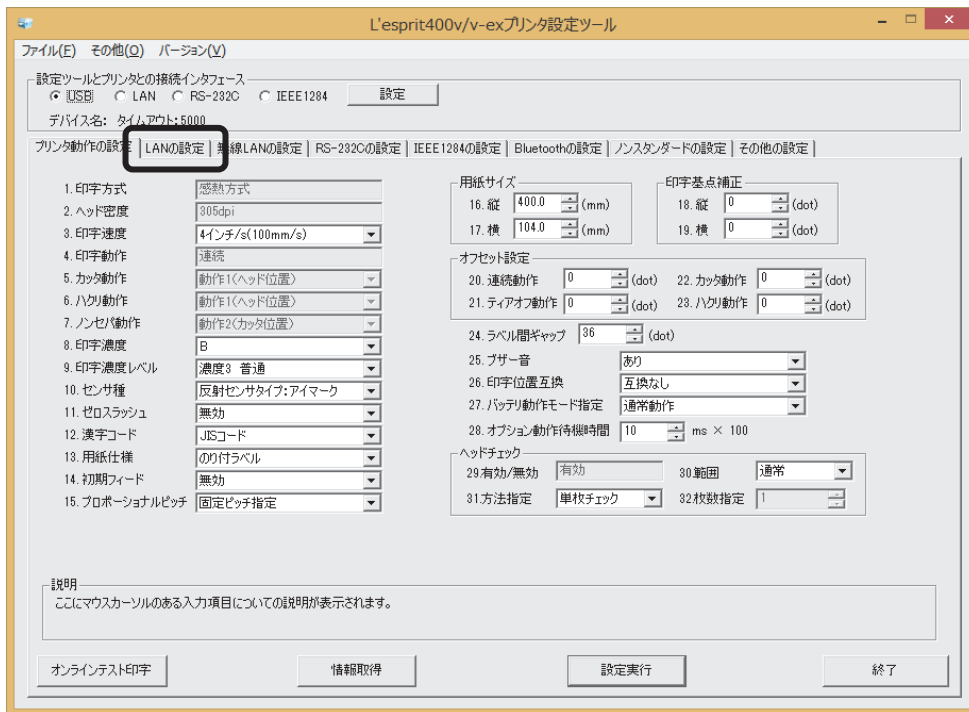 L'esprit400v/v-exプリンタ設定ツール
ファイル(F) その他(O) バージョン(V)
設定ツールとプリンタとの接続インタフェース
USB LAN RS-232C IEEE1284 設定
デバイス名: タイムアウト:5000
プリンタ動作の設定 LANの設定 無線LANの設定 RS-232Cの設定 IEEE1284の設定 Bluetoothの設定 ノンスタンダードの設定 その他の設定
1.印字方式 感熱方式
2.ヘッド密度 305dpi
3.印字速度 4インチ/s(100mm/s)
4.印字動作 連続
5.カッタ動作 動作1(ヘッド位置)
6.ハクリ動作 動作1(ヘッド位置)
7.ノンセパ動作 動作2(カッタ位置)
8.印字濃度 B
9.印字濃度レベル 濃度3 普通
10.センサ種 反射センサタイプ:アイマーク
11.ゼロスラッシュ 無効
12.漢字コード JISコード
13.用紙仕様 のり付ラベル
14.初期フィード 無効
15.プロポーショナルピッチ 固定ピッチ指定
用紙サイズ
16.縦 400.0 (mm)
17.横 104.0 (mm)
印字基点補正
18.縦 0 (dot)
19.横 0 (dot)
オフセット設定
20.連続動作 0 (dot) 22.カッタ動作 0 (dot)
21.ティアオフ動作 0 (dot) 23.ハクリ動作 0 (dot)
24.ラベル間ギャップ 36 (dot)
25.ブザー音 あり
26.印字位置互換 互換なし
27.バッテリ動作モード指定 通常動作
28.オプション動作待機時間 10 ms × 100
ヘッドチェック
29.有効/無効 有効 30.範囲 通常
31.方法指定 単枚チェック 32枚数指定 1
説明
ここにマウスカーソルのある入力項目についての説明が表示されます。
オンラインテスト印字 情報取得 設定実行 終了